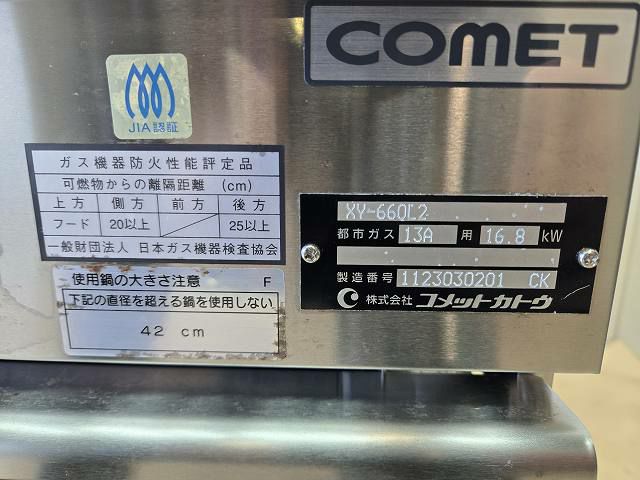 COMET
JIA認証
ガス機器防火性能評定品
可燃物からの離隔距離 (cm)
上方 側方 前方 後方
フード 20以上 25以上
一般財団法人 日本ガス機器検査協会
使用鍋の大きさ注意 F
下記の直径を超える鍋を使用しない
42 cm
XY-660L2
都市ガス 13A 用 16.8 kW
製造番号 1123030201 CK
株式会社 コメットカトウ